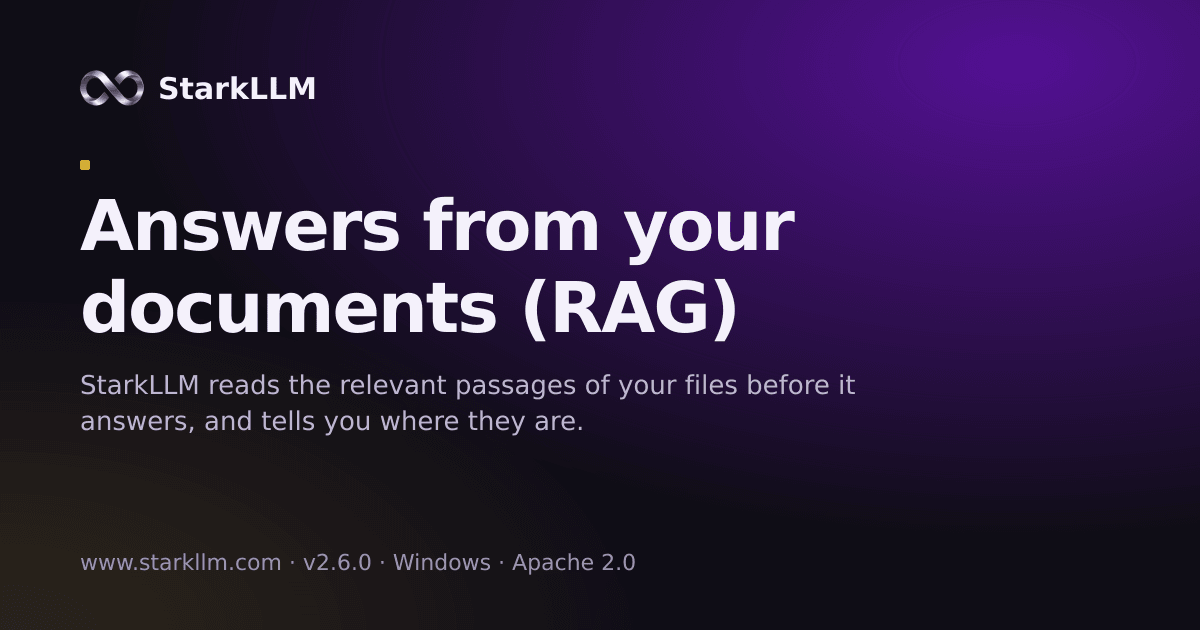 StarkLLM
Answers from your
documents (RAG)
StarkLLM reads the relevant passages of your files before it
answers, and tells you where they are.
www.starkllm.com · v2.6.0 · Windows · Apache 2.0